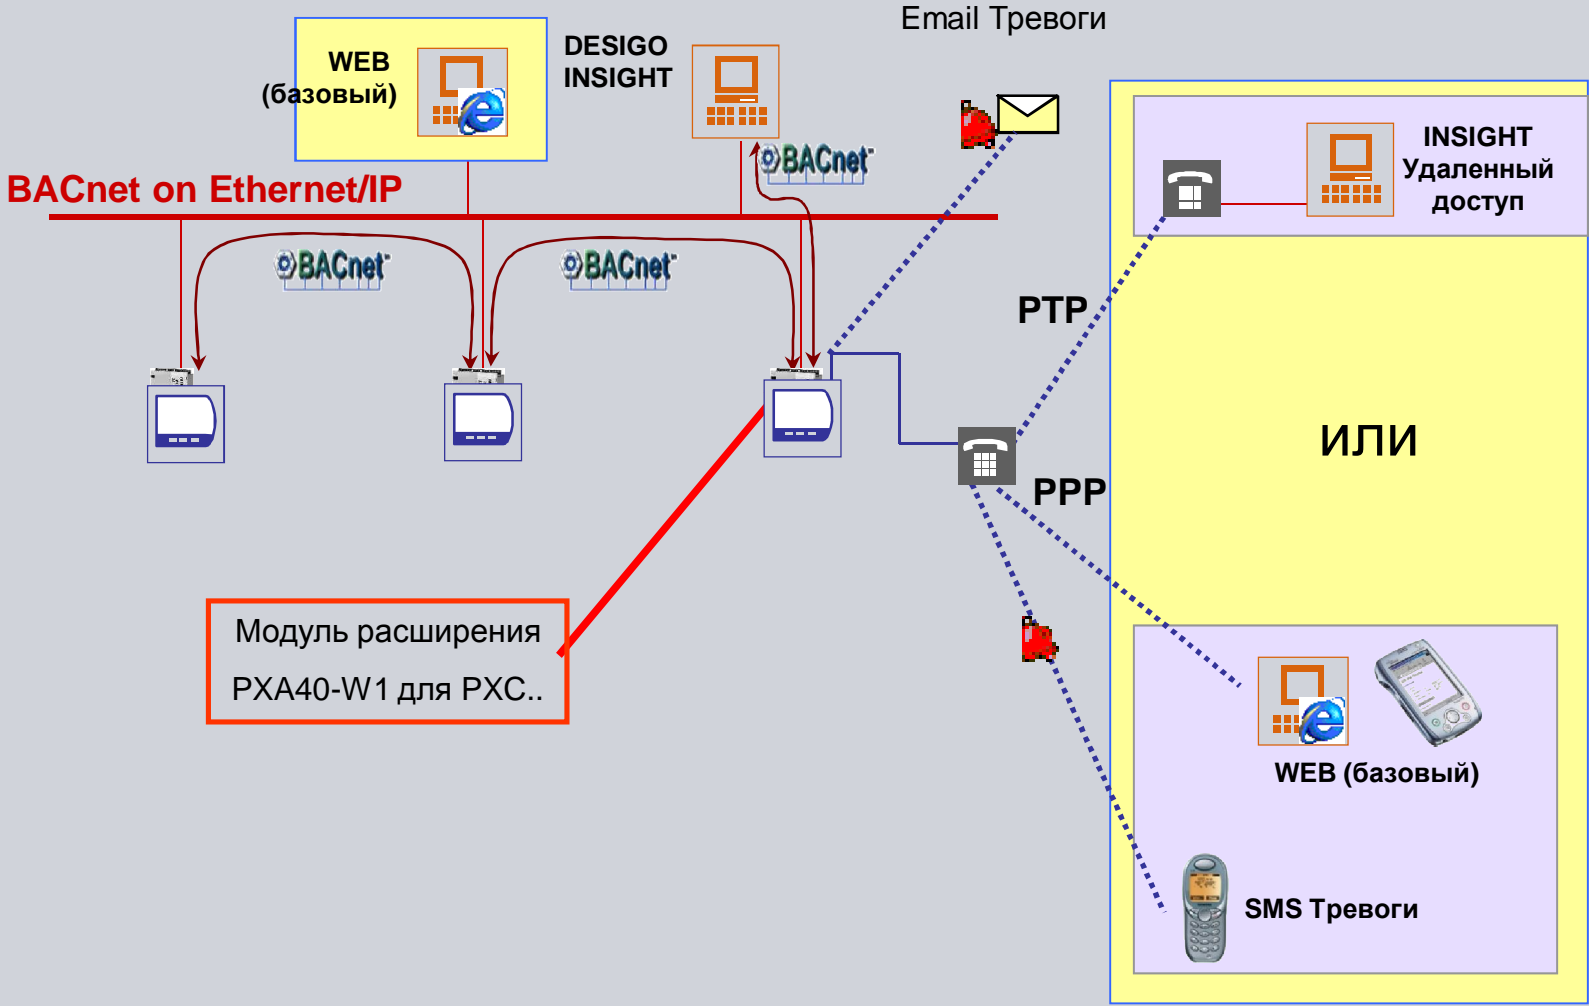 Email Тревоги
WEB
(базовый)
DESIGO
INSIGHT
BACnet
BACnet on Ethernet/IP
BACnet
BACnet
INSIGHT
Удаленный
доступ
PTP
ИЛИ
PPP
Модуль расширения
PXA40-W1 для PXC..
WEB (базовый)
SMS Тревоги